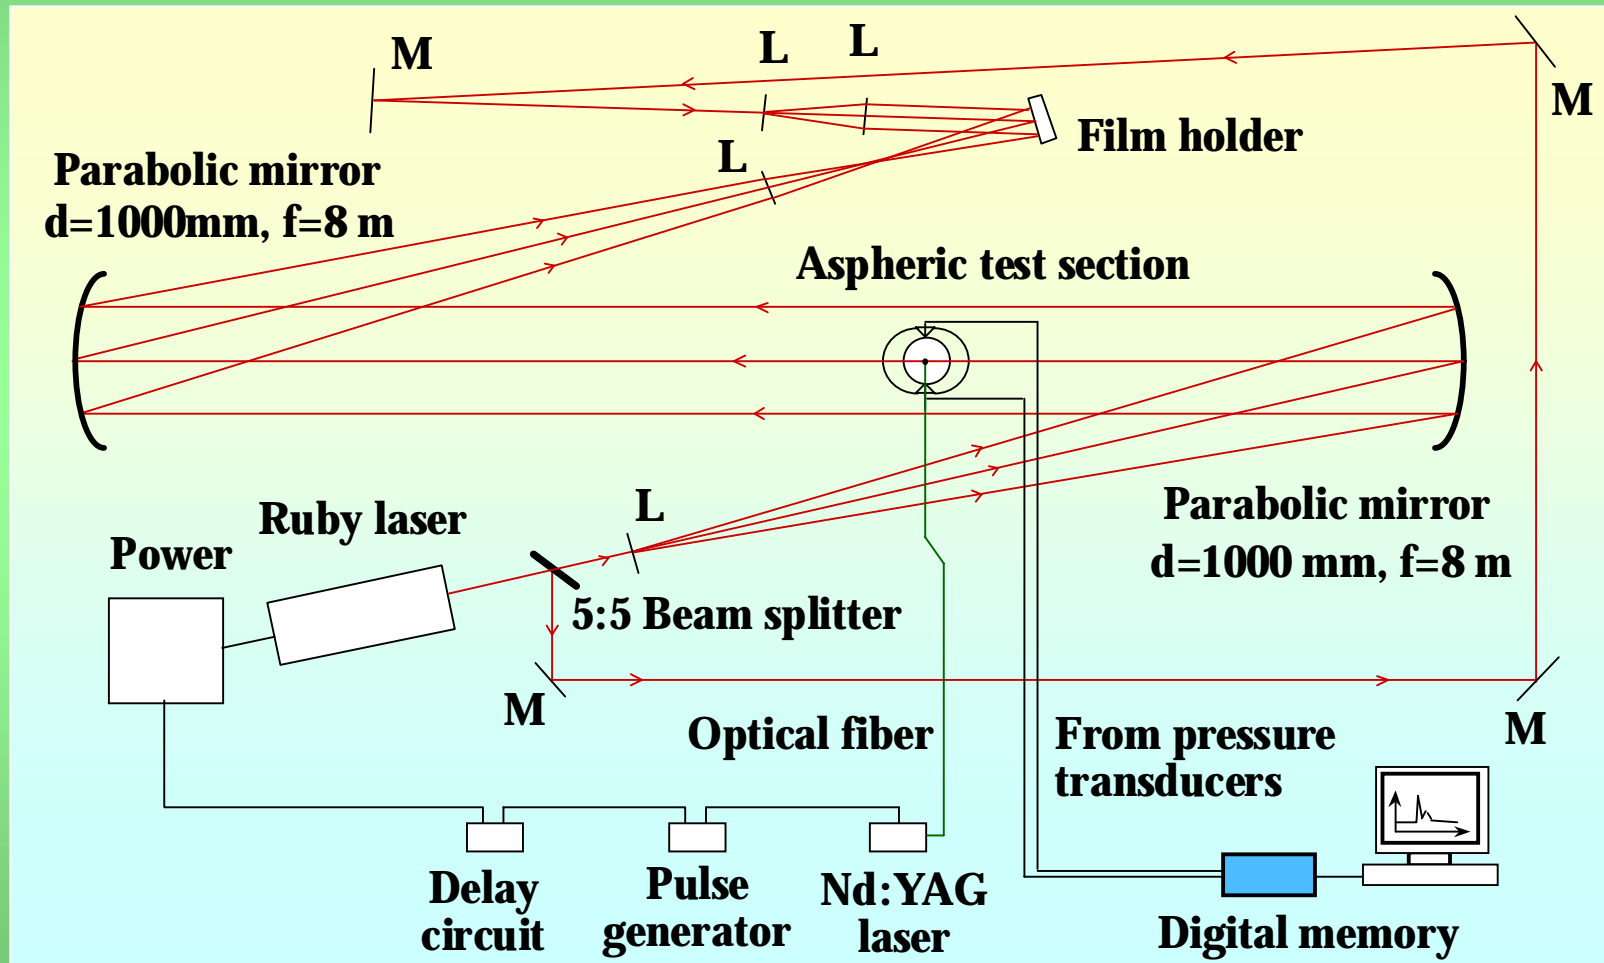 M
L
L
M
Film holder
L
Parabolic mirror
d=1000mm, f=8 m
Aspheric test section
Parabolic mirror
d=1000 mm, f=8 m
L
Ruby laser
Power
5:5 Beam splitter
M
Optical fiber
From pressure
transducers
M
Delay
circuit
Pulse
generator
Nd:YAG
laser
Digital memory